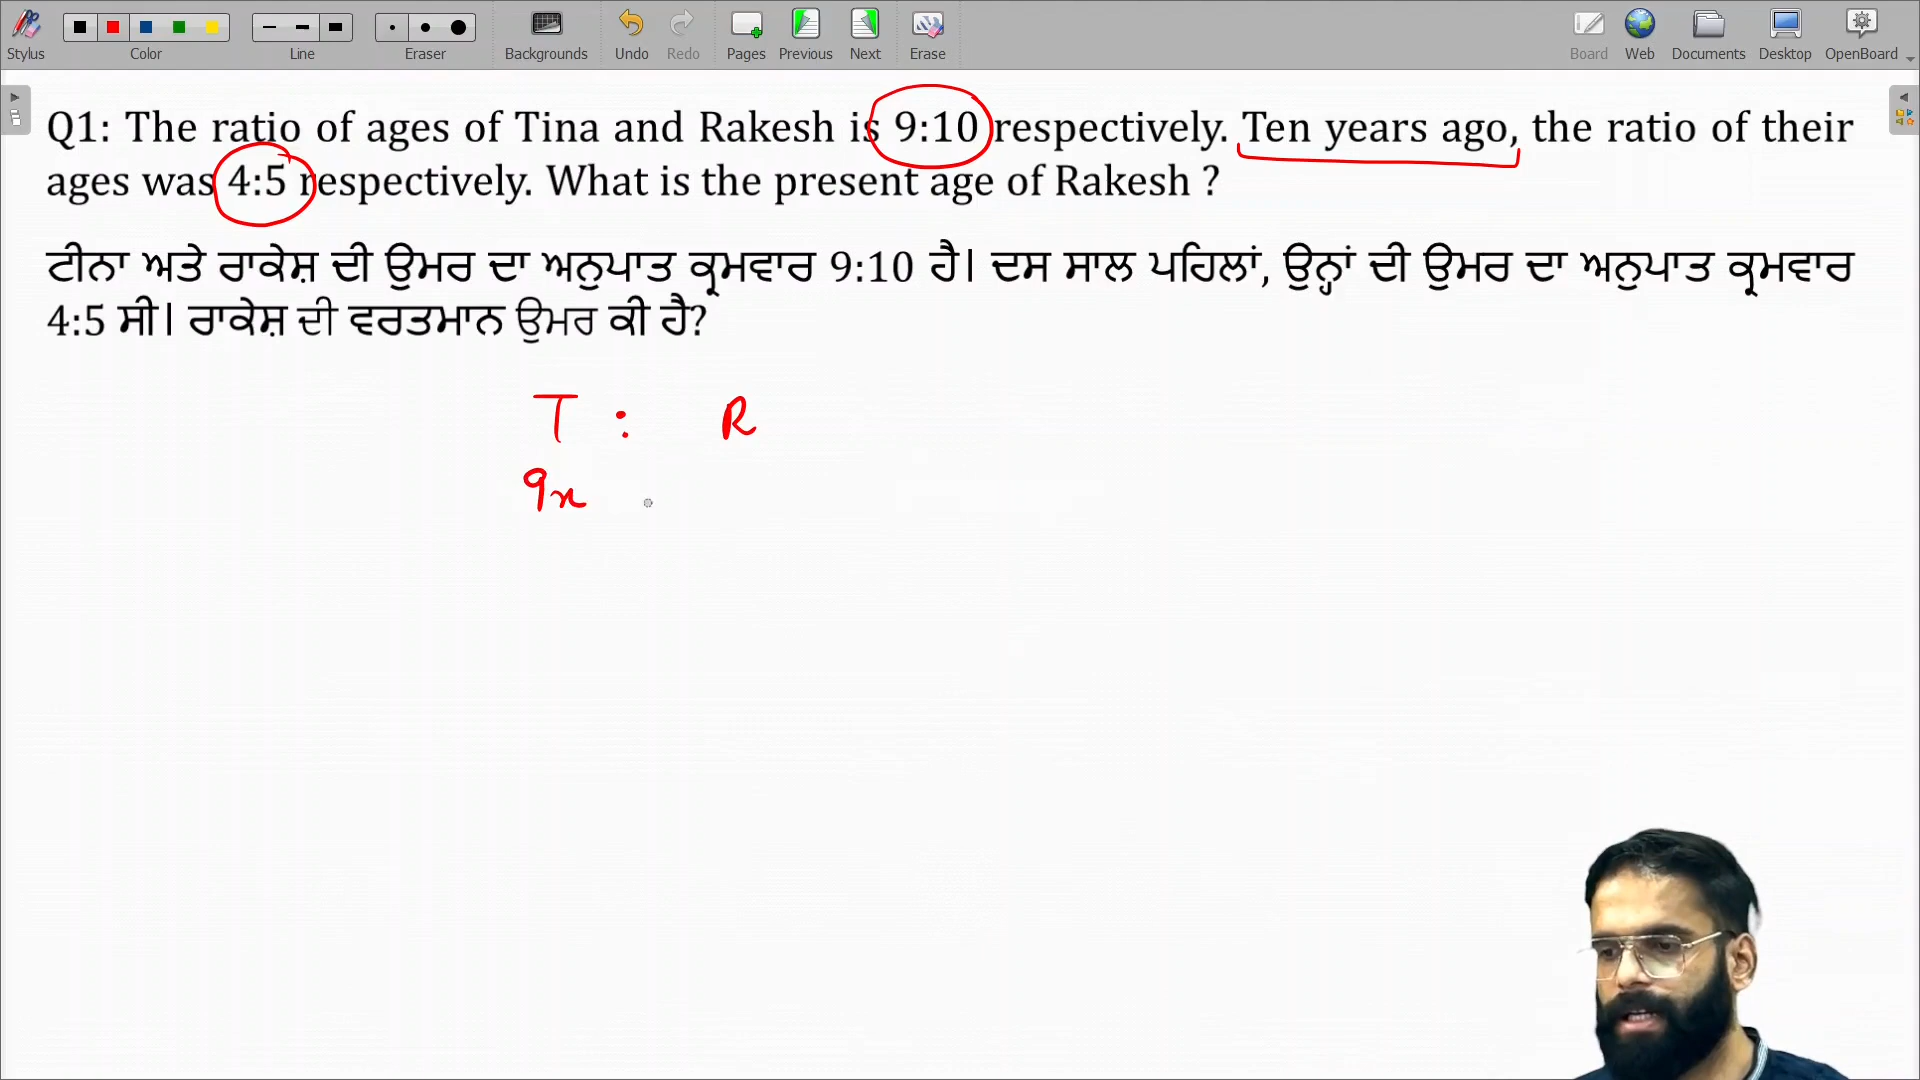 Stylus Color Line Eraser Backgrounds Undo Redo Pages Previous Next Erase Board Web Documents Desktop OpenBoard
Q1: The ratio of ages of Tina and Rakesh is 9:10 respectively. Ten years ago, the ratio of their
ages was 4:5 respectively. What is the present age of Rakesh ?
ਟੀਨਾ ਅਤੇ ਰਾਕੇਸ਼ ਦੀ ਉਮਰ ਦਾ ਅਨੁਪਾਤ ਕ੍ਰਮਵਾਰ 9:10 ਹੈ। ਦਸ ਸਾਲ ਪਹਿਲਾਂ, ਉਨ੍ਹਾਂ ਦੀ ਉਮਰ ਦਾ ਅਨੁਪਾਤ ਕ੍ਰਮਵਾਰ
4:5 ਸੀ। ਰਾਕੇਸ਼ ਦੀ ਵਰਤਮਾਨ ਉਮਰ ਕੀ ਹੈ?
T : R
9x